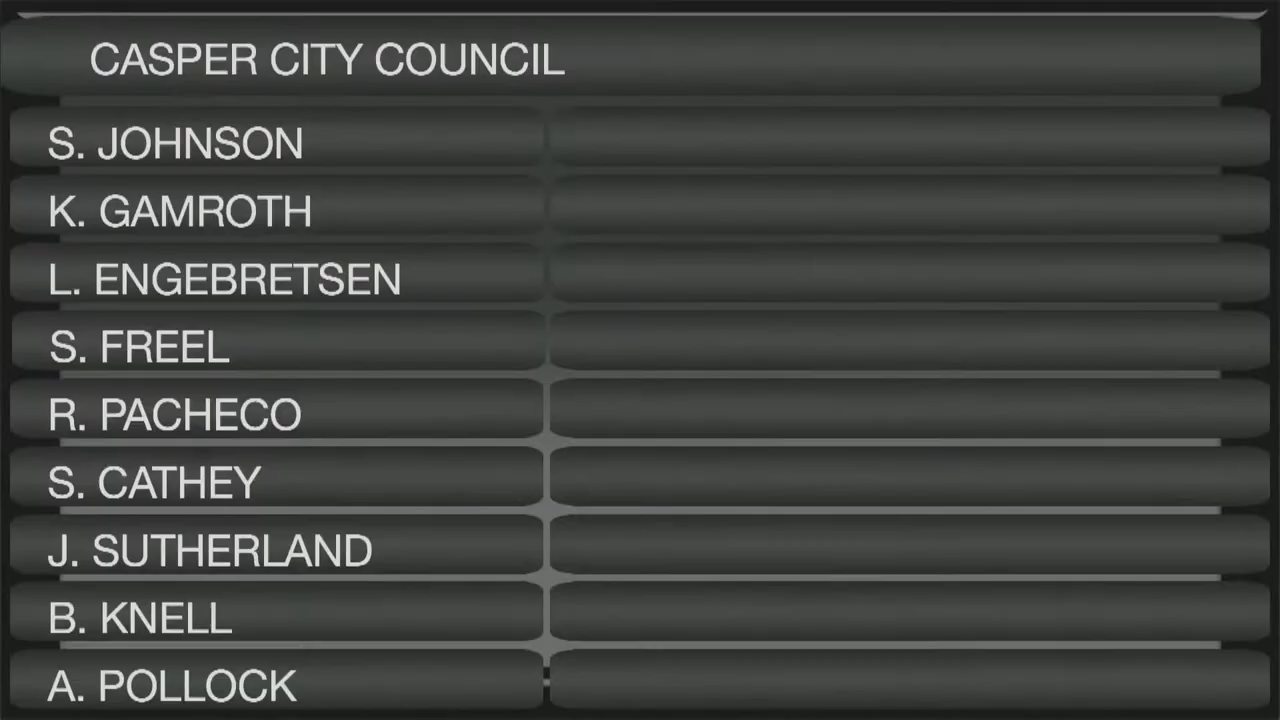 CASPER CITY COUNCIL
S. JOHNSON
K. GAMROTH
L. ENGEBRETSEN
S. FREEL
R. PACHECO
S. CATHEY
J. SUTHERLAND
B. KNELL
A. POLLOCK